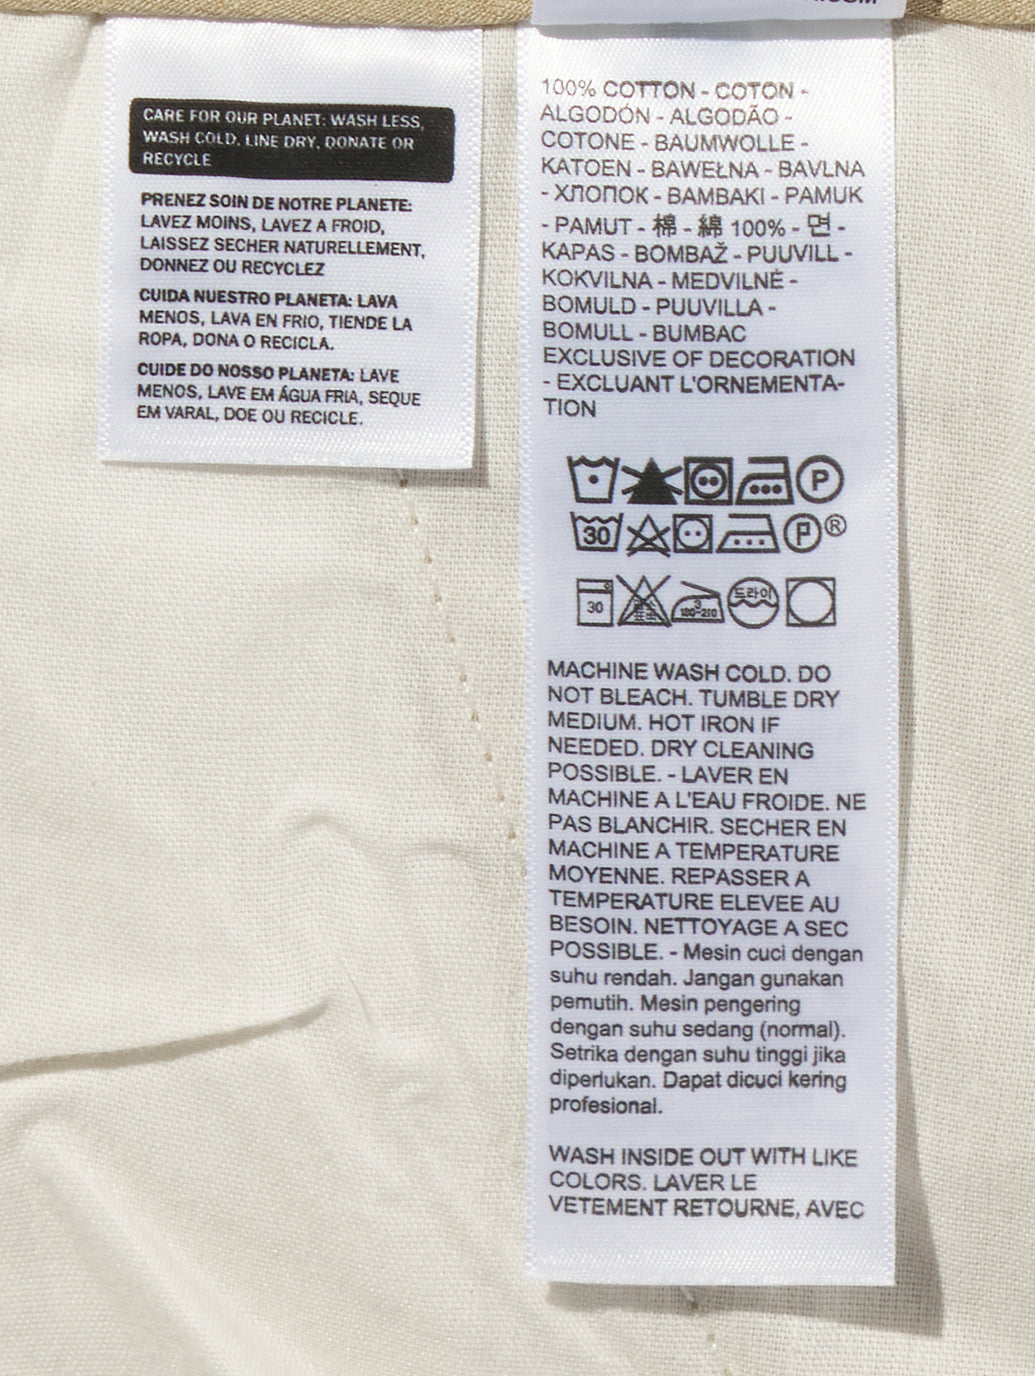 CARE FOR OUR PLANET: WASH LESS,
WASH COLD, LINE DRY, DONATE OR
RECYCLE
PRENEZ SOIN DE NOTRE PLANETE:
LAVEZ MOINS, LAVEZ A FROID,
LAISSEZ SECHER NATURELLEMENT,
DONNEZ OU RECYCLEZ
CUIDA NUESTRO PLANETA: LAVA
MENOS, LAVA EN FRIO, TIENDE LA
ROPA, DONA O RECICLA.
CUIDE DO NOSSO PLANETA: LAVE
MENOS, LAVE EM ÁGUA FRIA, SEQUE
EM VARAL, DOE OU RECICLE.
100% COTTON - COTON -
ALGODÓN - ALGODÃO -
COTONE - BAUMWOLLE -
KATOEN - BAWEŁNA - BAVLNA
- ХЛОПОК - BAMBAKI - PAMUK
- PAMUT - 棉 - 綿 100% - 면 -
KAPAS - BOMBAŽ - PUUVILL -
KOKVILNA - MEDVILNĖ -
BOMULD - PUUVILLA -
BOMULL - BUMBAC
EXCLUSIVE OF DECORATION
- EXCLUANT L'ORNEMENTA-
TION
P
30 P ®
30 3 180~210 드라이
MACHINE WASH COLD. DO
NOT BLEACH. TUMBLE DRY
MEDIUM. HOT IRON IF
NEEDED. DRY CLEANING
POSSIBLE. - LAVER EN
MACHINE A L'EAU FROIDE. NE
PAS BLANCHIR. SECHER EN
MACHINE A TEMPERATURE
MOYENNE. REPASSER A
TEMPERATURE ELEVEE AU
BESOIN. NETTOYAGE A SEC
POSSIBLE. - Mesin cuci dengan
suhu rendah. Jangan gunakan
pemutih. Mesin pengering
dengan suhu sedang (normal).
Setrika dengan suhu tinggi jika
diperlukan. Dapat dicuci kering
profesional.
WASH INSIDE OUT WITH LIKE
COLORS. LAVER LE
VETEMENT RETOURNE, AVEC